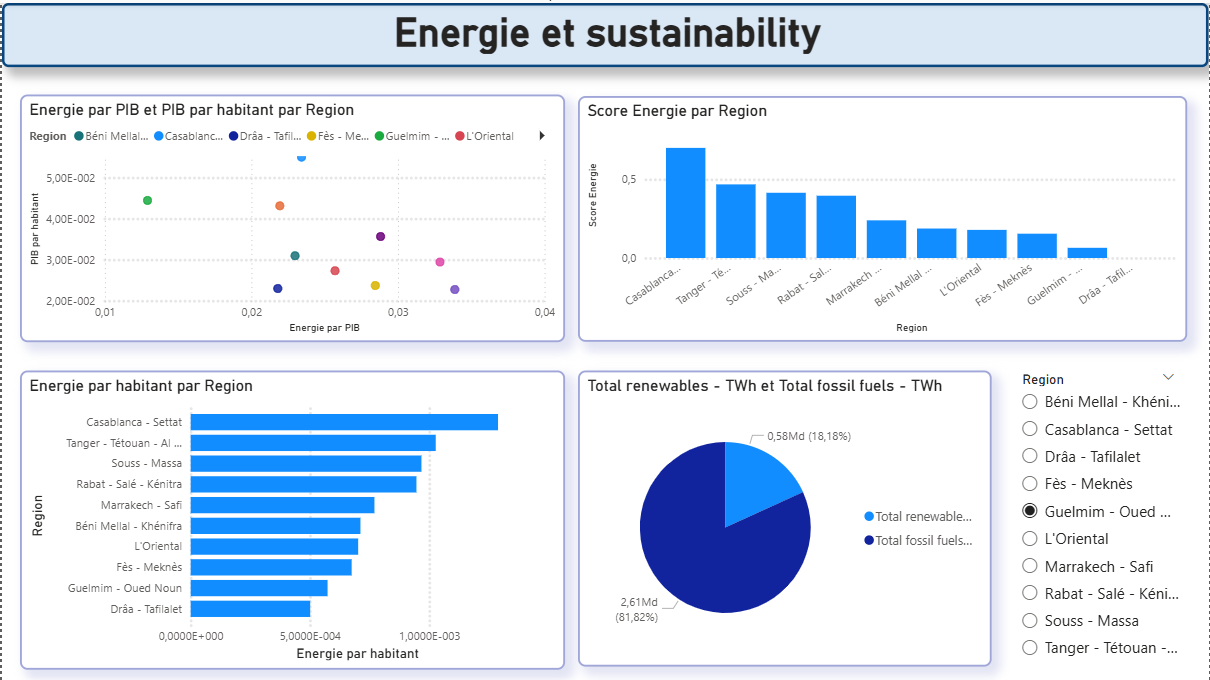 Energie et sustainability
Energie par PIB et PIB par habitant par Region
Region Béni Mellal... Casablanc... Drâa - Tafil... Fès - Me... Guelmim - ... L'Oriental
PIB par habitant
5,00E-002
4,00E-002
3,00E-002
2,00E-002
0,01 0,02 0,03 0,04
Energie par PIB
Score Energie par Region
Score Energie
0,5
0,0
Casablanca... Tanger - Té... Souss - Ma... Rabat - Sal... Marrakech ... Béni Mellal ... L'Oriental Fès - Meknès Guelmim - ... Drâa - Tafil...
Region
Energie par habitant par Region
Region
Casablanca - Settat
Tanger - Tétouan - Al ...
Souss - Massa
Rabat - Salé - Kénitra
Marrakech - Safi
Béni Mellal - Khénifra
L'Oriental
Fès - Meknès
Guelmim - Oued Noun
Drâa - Tafilalet
0,0000E+000 5,0000E-004 1,0000E-003
Energie par habitant
Total renewables - TWh et Total fossil fuels - TWh
0,58Md (18,18%)
2,61Md
(81,82%)
Total renewable...
Total fossil fuels...
Region
Béni Mellal - Khéni...
Casablanca - Settat
Drâa - Tafilalet
Fès - Meknès
Guelmim - Oued ...
L'Oriental
Marrakech - Safi
Rabat - Salé - Kéni...
Souss - Massa
Tanger - Tétouan -...